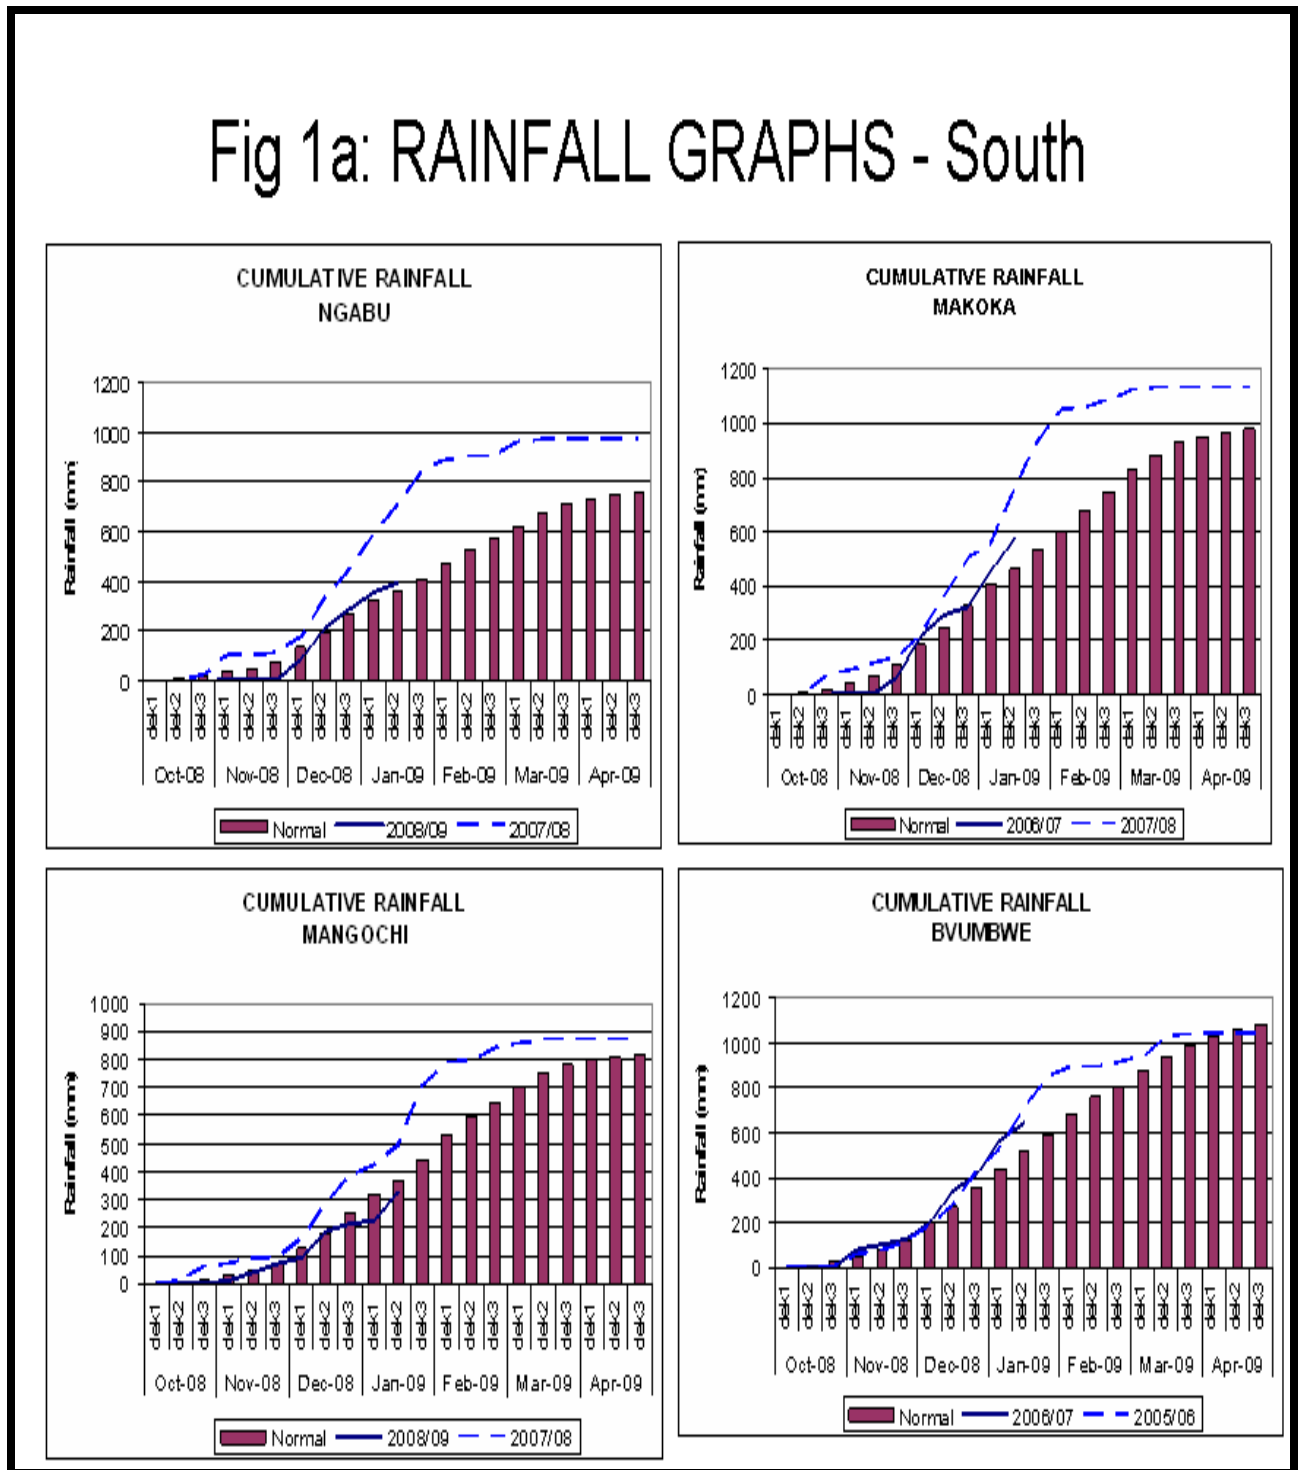 Fig 1a: RAINFALL GRAPHS - South
CUMULATIVE RAINFALL
NGABU
Rainfall (mm)
1200
1000
800
600
400
200
0
dek1 dek2 dek3 dek1 dek2 dek3 dek1 dek2 dek3 dek1 dek2 dek3 dek1 dek2 dek3 dek1 dek2 dek3 dek1 dek2 dek3
Oct-08 Nov-08 Dec-08 Jan-09 Feb-09 Mar-09 Apr-09
Normal 2008/09 2007/08
CUMULATIVE RAINFALL
MAKOKA
Rainfall (mm)
1200
1000
800
600
400
200
0
dek1 dek2 dek3 dek1 dek2 dek3 dek1 dek2 dek3 dek1 dek2 dek3 dek1 dek2 dek3 dek1 dek2 dek3 dek1 dek2 dek3
Oct-08 Nov-08 Dec-08 Jan-09 Feb-09 Mar-09 Apr-09
Normal 2006/07 2007/08
CUMULATIVE RAINFALL
MANGOCHI
Rainfall (mm)
1000
900
800
700
600
500
400
300
200
100
0
dek1 dek2 dek3 dek1 dek2 dek3 dek1 dek2 dek3 dek1 dek2 dek3 dek1 dek2 dek3 dek1 dek2 dek3 dek1 dek2 dek3
Oct-08 Nov-08 Dec-08 Jan-09 Feb-09 Mar-09 Apr-09
Normal 2008/09 2007/08
CUMULATIVE RAINFALL
BVUMBWE
Rainfall (mm)
1200
1000
800
600
400
200
0
dek1 dek2 dek3 dek1 dek2 dek3 dek1 dek2 dek3 dek1 dek2 dek3 dek1 dek2 dek3 dek1 dek2 dek3 dek1 dek2 dek3
Oct-08 Nov-08 Dec-08 Jan-09 Feb-09 Mar-09 Apr-09
Normal 2006/07 2005/06